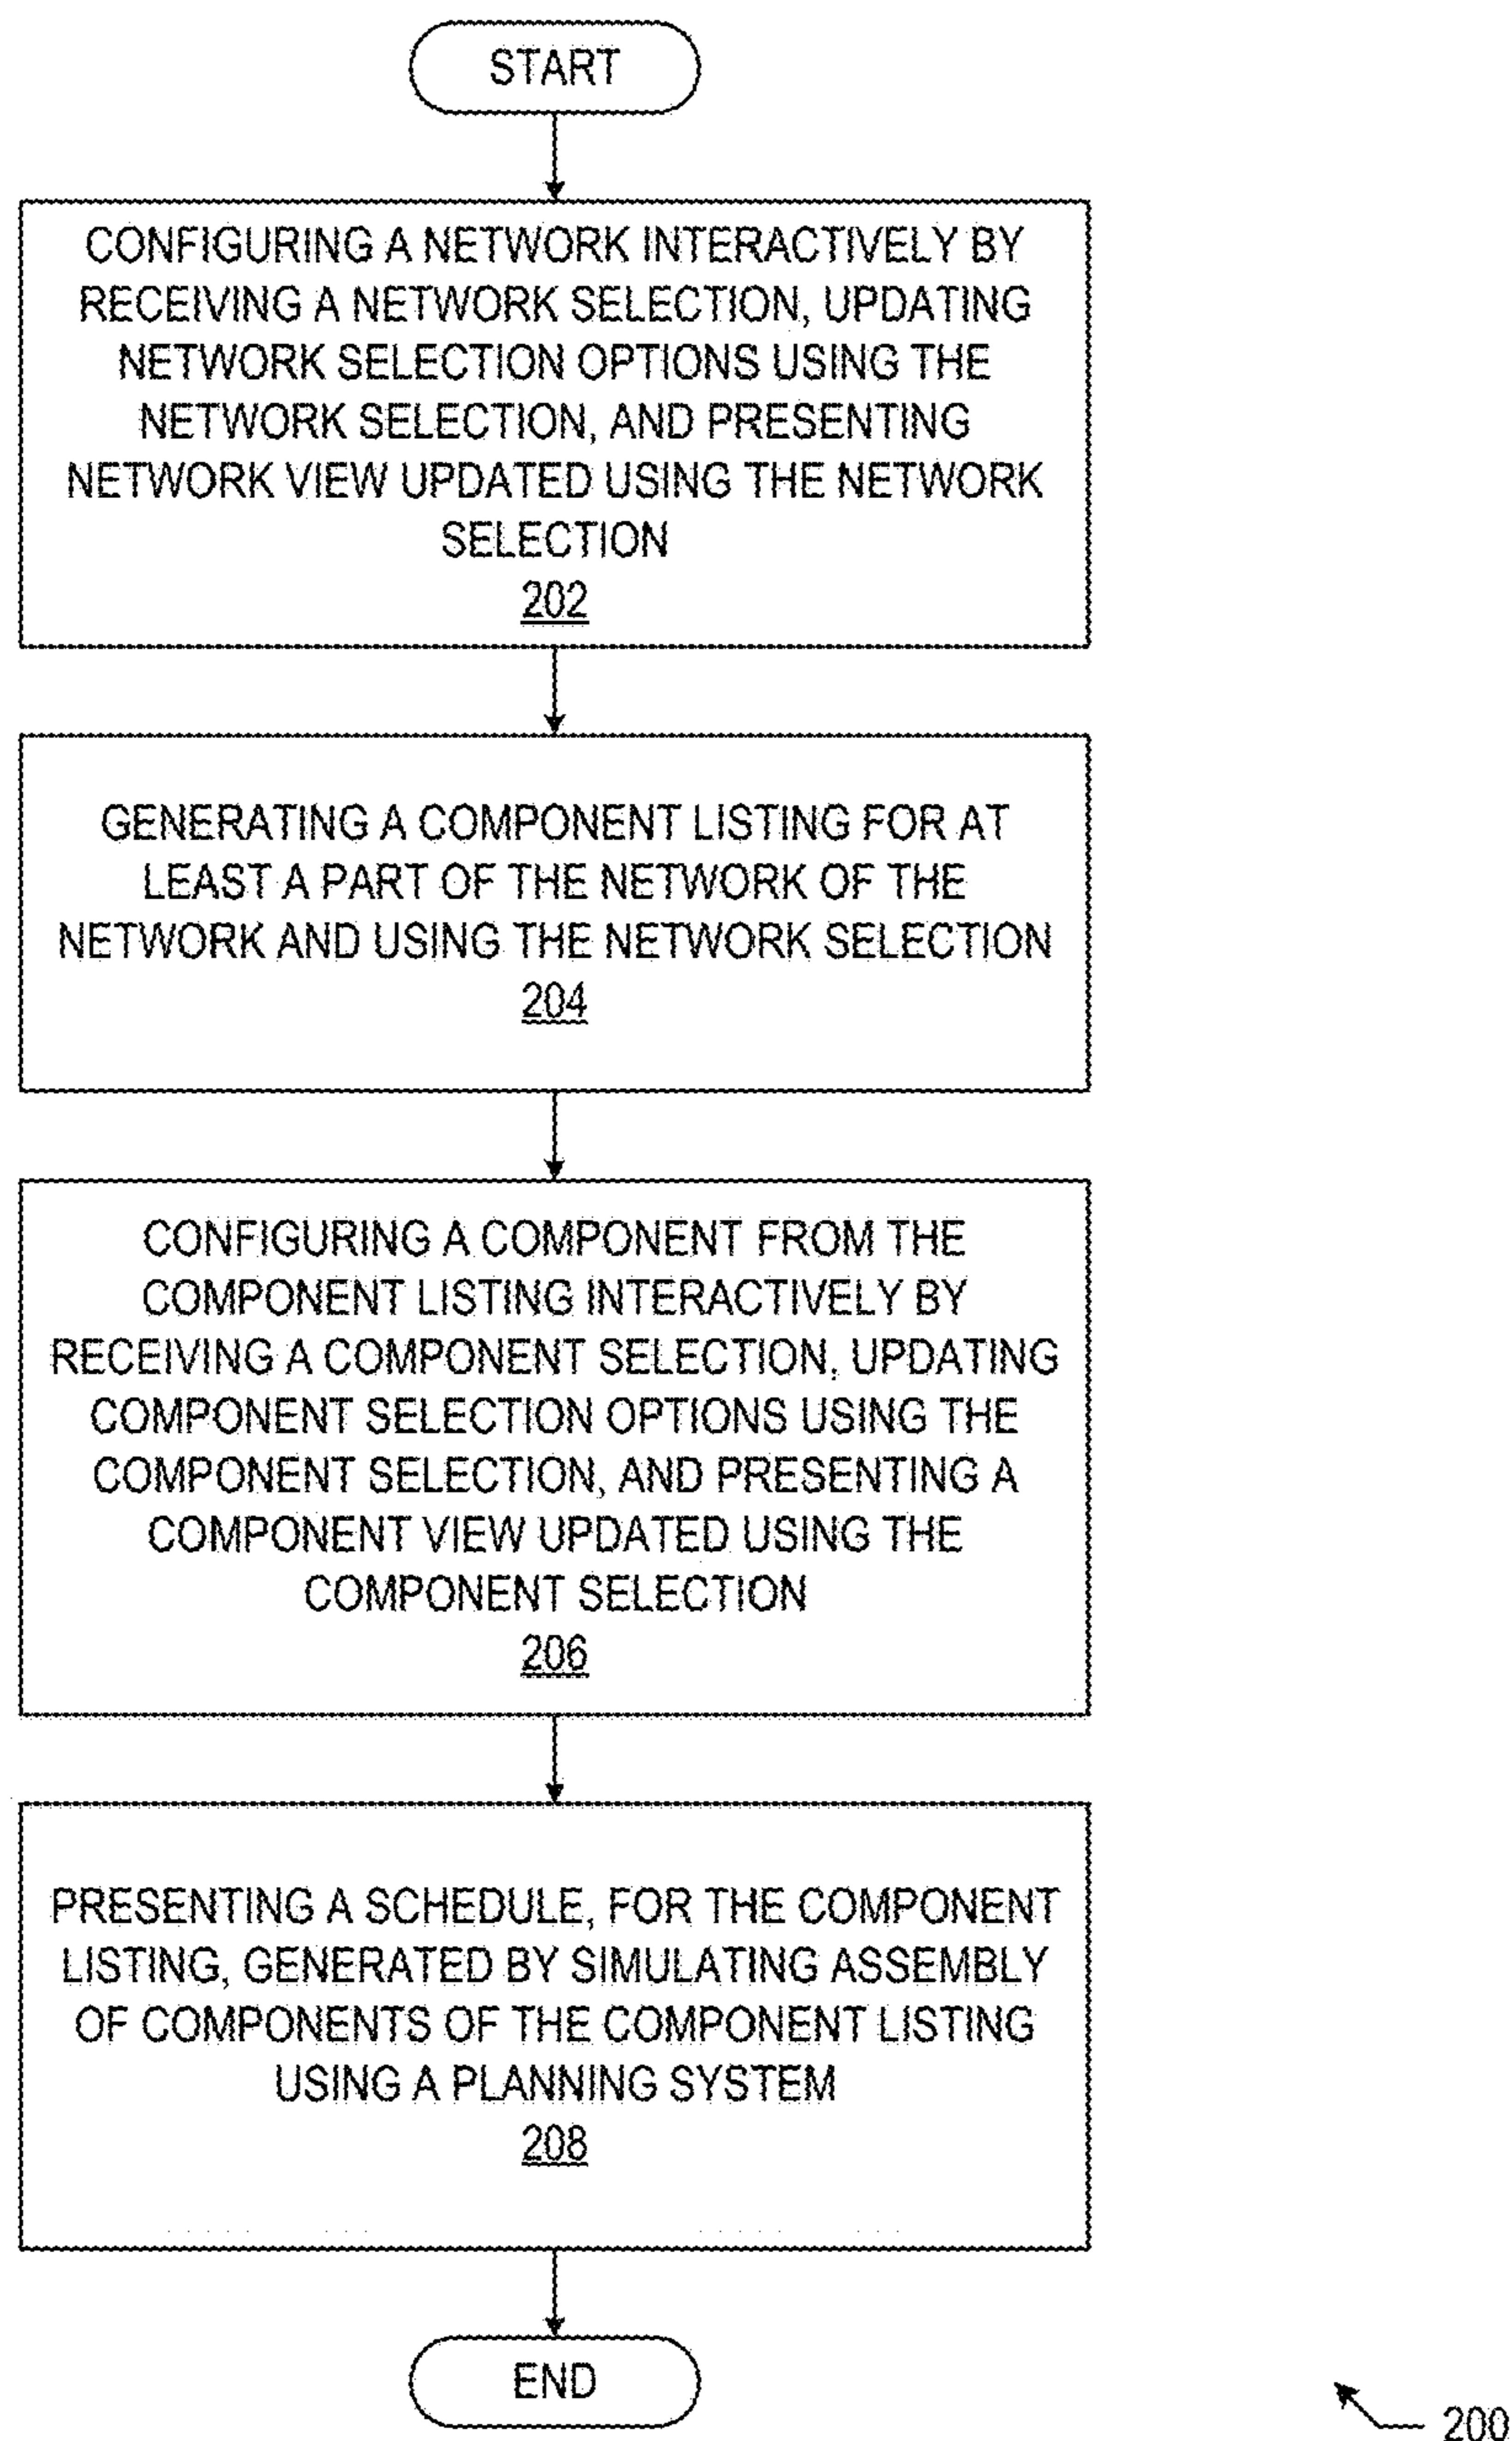 START
CONFIGURING A NETWORK INTERACTIVELY BY
RECEIVING A NETWORK SELECTION, UPDATING
NETWORK SELECTION OPTIONS USING THE
NETWORK SELECTION, AND PRESENTING
NETWORK VIEW UPDATED USING THE NETWORK
SELECTION
202
GENERATING A COMPONENT LISTING FOR AT
LEAST A PART OF THE NETWORK OF THE
NETWORK AND USING THE NETWORK SELECTION
204
CONFIGURING A COMPONENT FROM THE
COMPONENT LISTING INTERACTIVELY BY
RECEIVING A COMPONENT SELECTION, UPDATING
COMPONENT SELECTION OPTIONS USING THE
COMPONENT SELECTION, AND PRESENTING A
COMPONENT VIEW UPDATED USING THE
COMPONENT SELECTION
206
PRESENTING A SCHEDULE, FOR THE COMPONENT
LISTING, GENERATED BY SIMULATING ASSEMBLY
OF COMPONENTS OF THE COMPONENT LISTING
USING A PLANNING SYSTEM
208
END
200